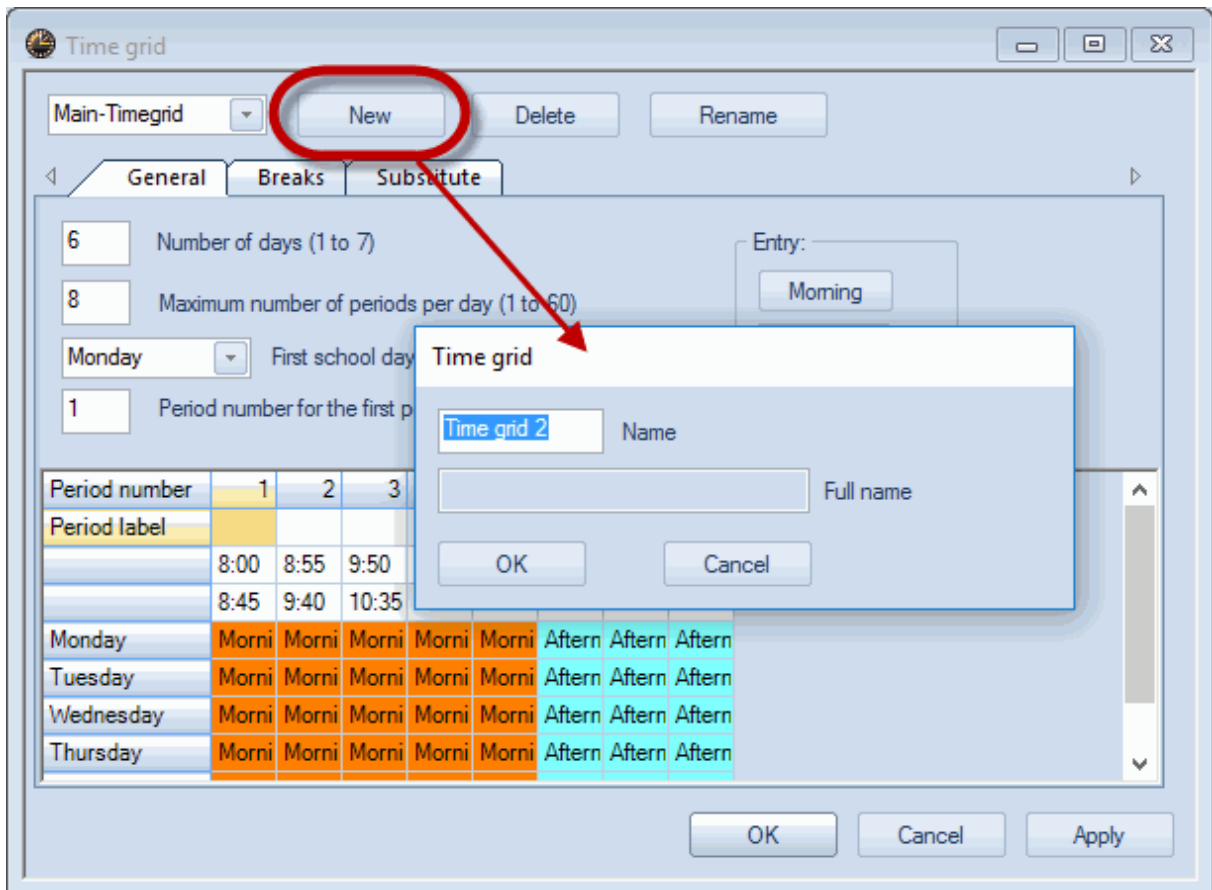 Time grid
Main-Timegrid New Delete Rename
General Breaks Substitute
6 Number of days (1 to 7)
Entry:
8 Maximum number of periods per day (1 to 60)
Morning
Monday First school day
1 Period number for the first p
Time grid
Time grid 2 Name
Full name
OK Cancel
Period number 1 2 3
Period label
8:00 8:55 9:50
8:45 9:40 10:35
Monday Morni Morni Morni Morni Morni Aftern Aftern Aftern
Tuesday Morni Morni Morni Morni Morni Aftern Aftern Aftern
Wednesday Morni Morni Morni Morni Morni Aftern Aftern Aftern
Thursday Morni Morni Morni Morni Morni Aftern Aftern Aftern
OK Cancel Apply